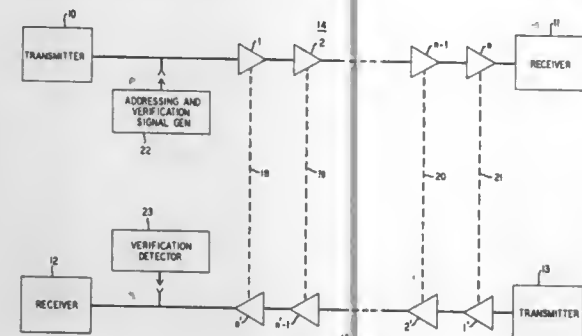 10
TRANSMITTER
1
2
14
n-1
n
11
RECEIVER
ADDRESSING AND
VERIFICATION
SIGNAL GEN
22
18
19
20
21
23
VERIFICATION
DETECTOR
12
RECEIVER
n'
n'-1
2'
1'
13
TRANSMITTER